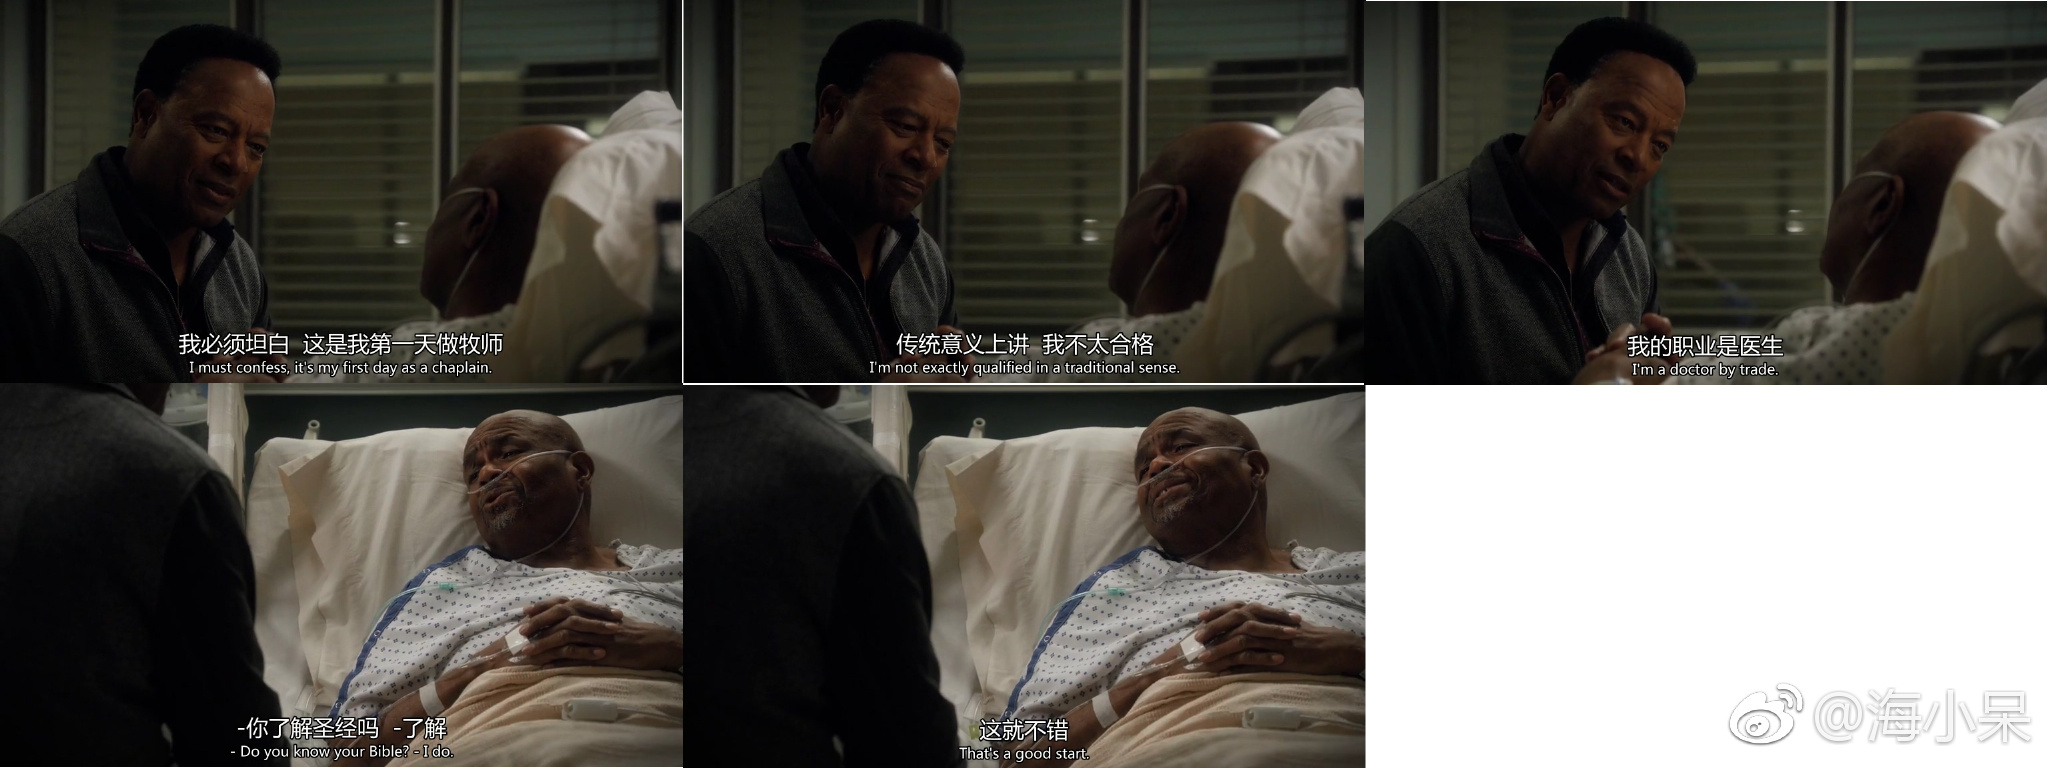 我必须坦白 这是我第一天做牧师
I must confess, it's my first day as a chaplain.
传统意义上讲 我不太合格
I'm not exactly qualified in a traditional sense.
我的职业是医生
I'm a doctor by trade.
-你了解圣经吗 -了解
- Do you know your Bible? - I do.
这就不错
That's a good start.
@海小呆